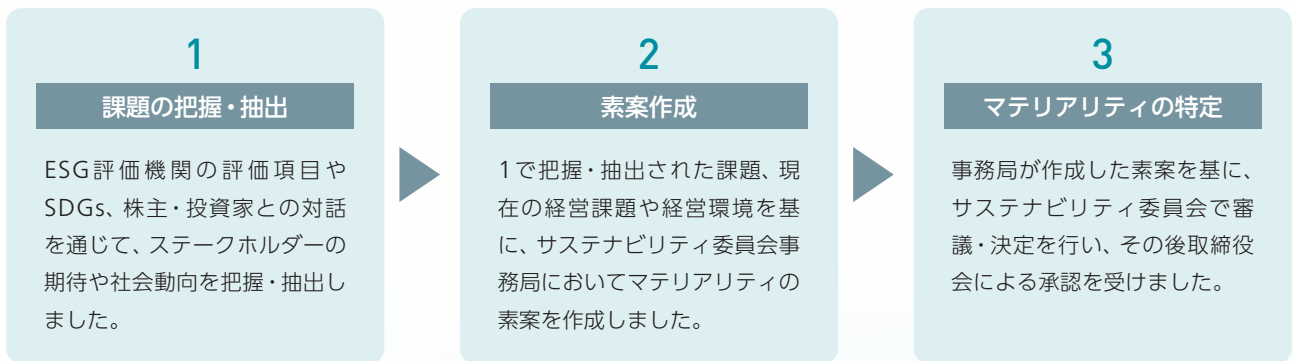 1
課題の把握・抽出
ESG評価機関の評価項目や
SDGs、株主・投資家との対話
を通じて、ステークホルダーの
期待や社会動向を把握・抽出し
ました。
2
素案作成
1で把握・抽出された課題、現
在の経営課題や経営環境を基
に、サステナビリティ委員会事
務局においてマテリアリティの
素案を作成しました。
3
マテリアリティの特定
事務局が作成した素案を基に、
サステナビリティ委員会で審
議・決定を行い、その後取締役
会による承認を受けました。